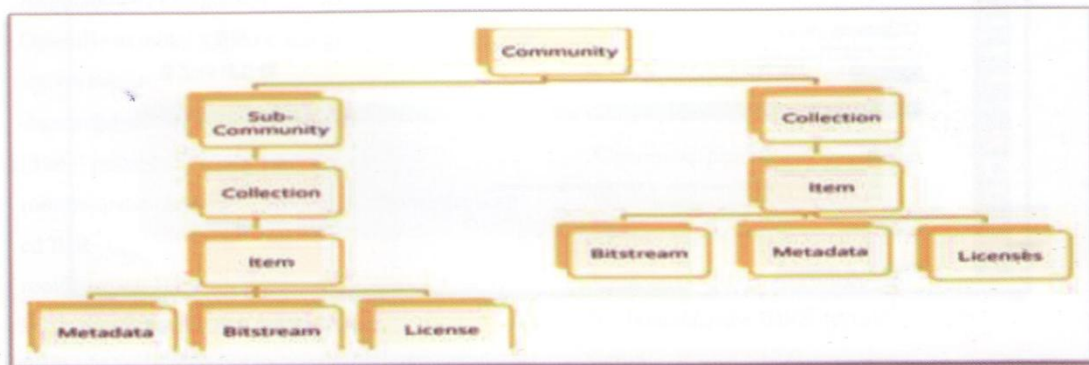 Community
Sub-
Community
Collection
Collection
Item
Item
Bitstream
Metadata
Licenses
Metadata
Bitstream
License